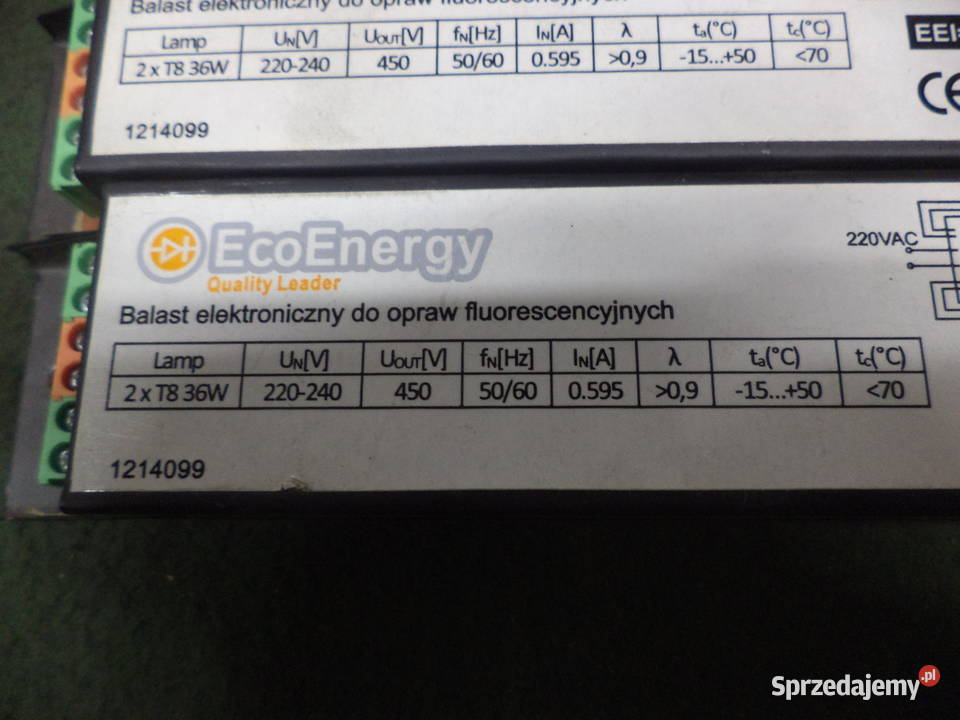 Balast elektroniczny do opraw fluorescencyjnych
Lamp UN[V] UOUT[V] fN[Hz] IN[A] λ ta(°C) tc(°C)
2 x T8 36W 220-240 450 50/60 0.595 >0,9 -15...+50 <70
EEI=
CE
1214099
EcoEnergy
Quality Leader
220VAC
Balast elektroniczny do opraw fluorescencyjnych
Lamp UN[V] UOUT[V] fN[Hz] IN[A] λ ta(°C) tc(°C)
2 x T8 36W 220-240 450 50/60 0.595 >0,9 -15...+50 <70
1214099
Sprzedajemy.pl